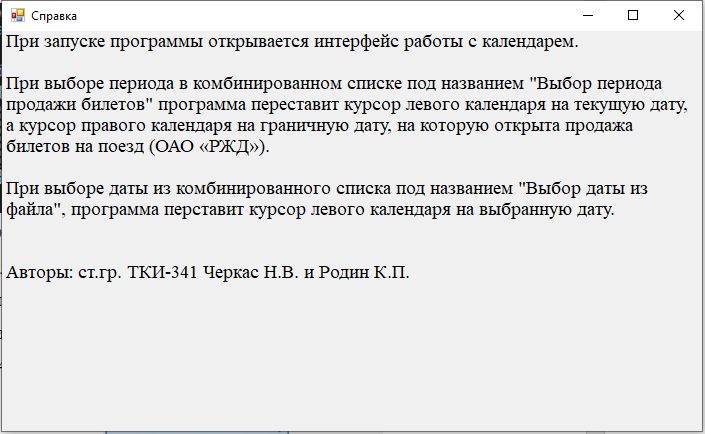 Справка
При запуске программы открывается интерфейс работы с календарем.
При выборе периода в комбинированном списке под названием "Выбор периода
продажи билетов" программа переставит курсор левого календаря на текущую дату,
а курсор правого календаря на граничную дату, на которую открыта продажа
билетов на поезд (ОАО «РЖД»).
При выборе даты из комбинированного списка под названием "Выбор даты из
файла", программа перставит курсор левого календаря на выбранную дату.
Авторы: ст.гр. ТКИ-341 Черкас Н.В. и Родин К.П.